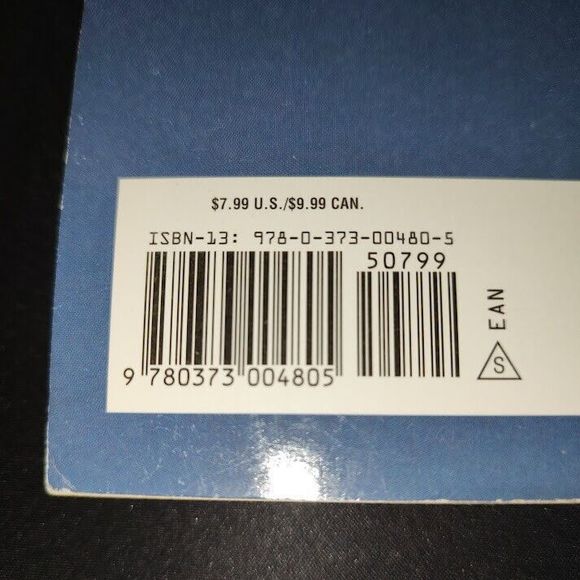 $7.99 U.S./$9.99 CAN.
ISBN-13: 978-0-373-00480-5
50799
9 780373 004805
EAN
S